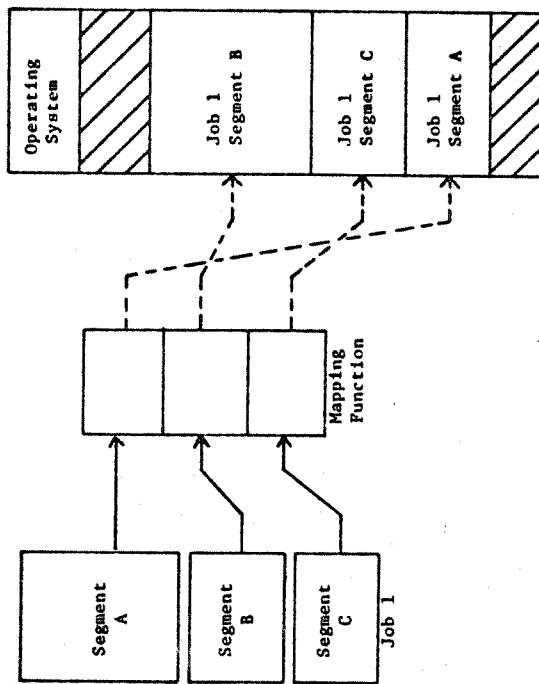 Segment
A
Segment
B
Segment
C
Job 1
Mapping
Function
Operating
System
Job 1
Segment B
Job 1
Segment C
Job 1
Segment A